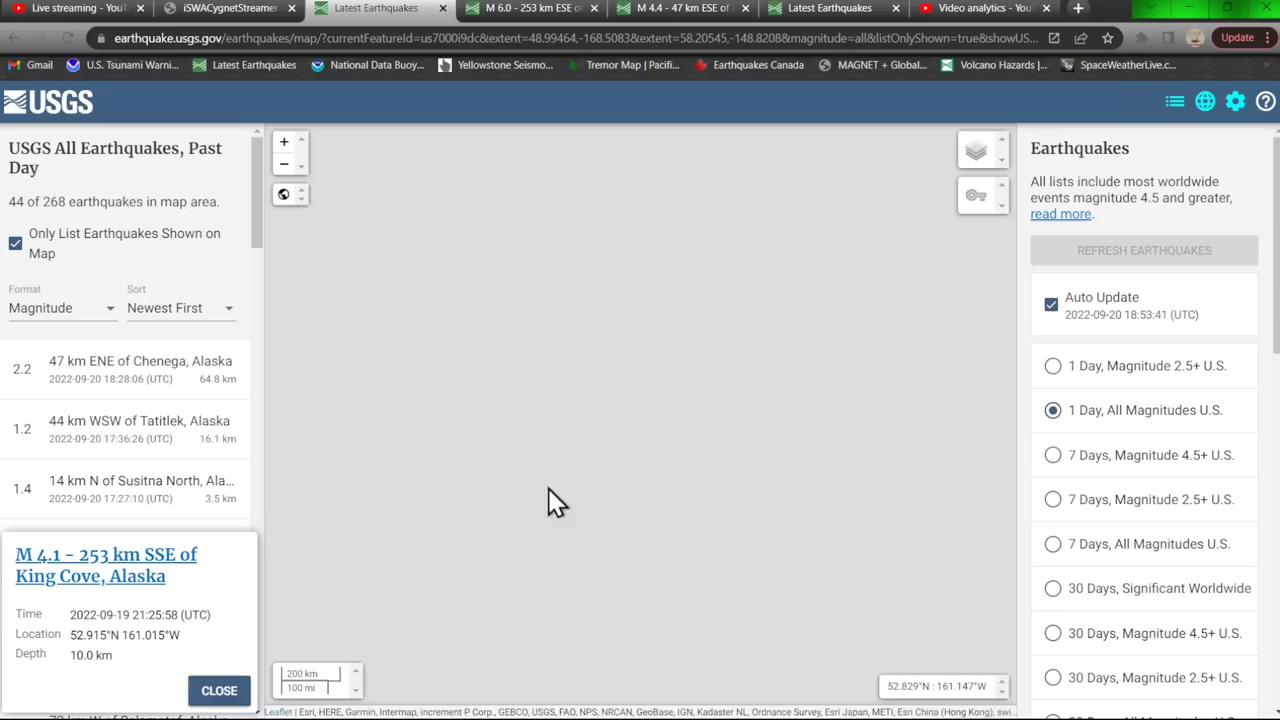 Live streaming - YouT
iSWACygnetStreamer
Latest Earthquakes
M 6.0 - 253 km ESE of
M 4.4 - 47 km ESE of
Latest Earthquakes
Video analytics - YouT
earthquake.usgs.gov/earthquakes/map/?currentFeatureId=us7000i9dc&extent=48.99464,-168.5083&extent=58.20545,-148.8208&magnitude=all&listOnlyShown=true&showUS...
Update
Gmail
U.S. Tsunami Warni...
Latest Earthquakes
National Data Buoy...
Yellowstone Seismo...
Tremor Map | Pacifi...
Earthquakes Canada
MAGNET + Global...
Volcano Hazards |...
SpaceWeatherLive.c...
USGS
USGS All Earthquakes, Past
Day
44 of 268 earthquakes in map area.
Only List Earthquakes Shown on
Map
Format
Sort
Magnitude
Newest First
2.2
47 km ENE of Chenega, Alaska
2022-09-20 18:28:06 (UTC)
64.8 km
1.2
44 km WSW of Tatitlek, Alaska
2022-09-20 17:36:26 (UTC)
16.1 km
1.4
14 km N of Susitna North, Ala...
2022-09-20 17:27:10 (UTC)
3.5 km
M 4.1 - 253 km SSE of
King Cove, Alaska
Time
2022-09-19 21:25:58 (UTC)
Location
52.915°N 161.015°W
Depth
10.0 km
CLOSE
+
−
200 km
100 mi
52.829°N : 161.147°W
Leaflet | Esri, HERE, Garmin, Intermap, increment P Corp., GEBCO, USGS, FAO, NPS, NRCAN, GeoBase, IGN, Kadaster NL, Ordnance Survey, Esri Japan, METI, Esri China (Hong Kong), swi...
Earthquakes
All lists include most worldwide
events magnitude 4.5 and greater,
read more.
REFRESH EARTHQUAKES
Auto Update
2022-09-20 18:53:41 (UTC)
1 Day, Magnitude 2.5+ U.S.
1 Day, All Magnitudes U.S.
7 Days, Magnitude 4.5+ U.S.
7 Days, Magnitude 2.5+ U.S.
7 Days, All Magnitudes U.S.
30 Days, Significant Worldwide
30 Days, Magnitude 4.5+ U.S.
30 Days, Magnitude 2.5+ U.S.